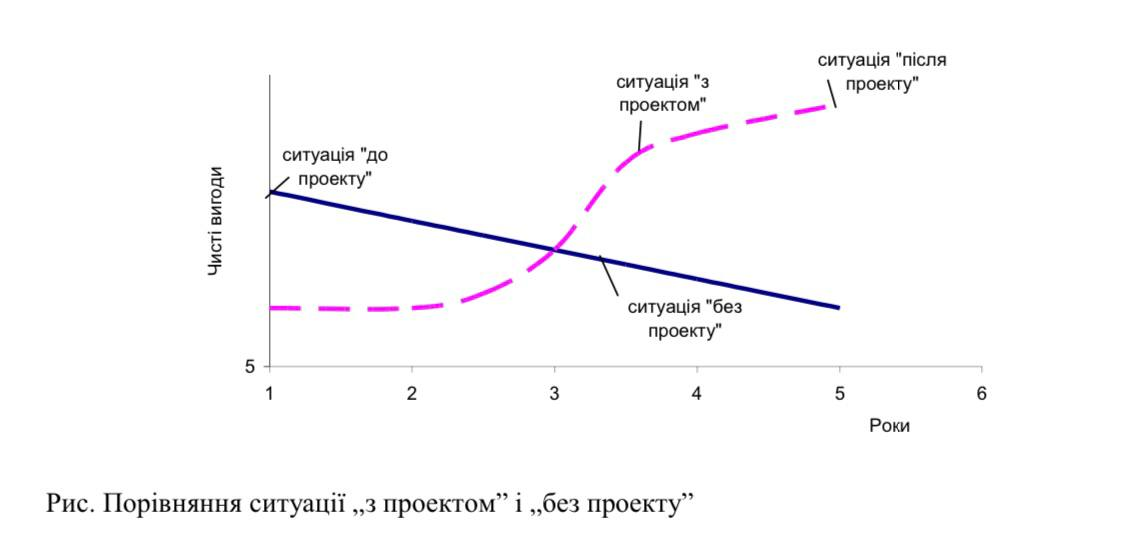 ситуація "після
проекту"
ситуація "з
проектом"
ситуація "до
проекту"
Чисті вигоди
ситуація "без
проекту"
5
1 2 3 4 5 6
Роки
Рис. Порівняння ситуації „з проектом” і „без проекту”